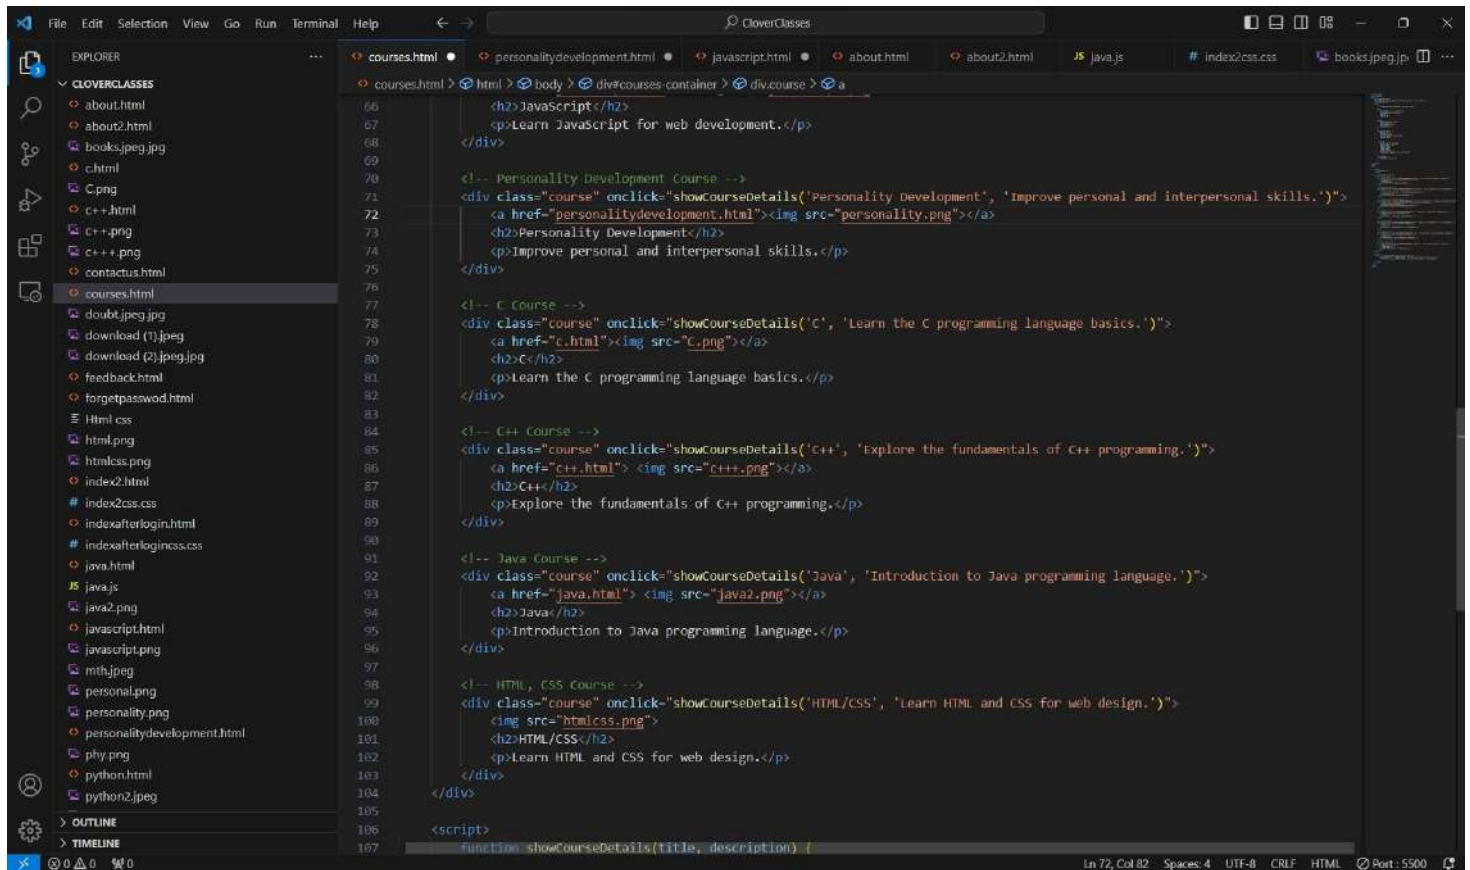 File Edit Selection View Go Run Terminal Help
CloverClasses
EXPLORER
CLOVERCLASSES
about.html
about2.html
books.jpeg.jpg
c.html
C.png
c++.html
c++.png
c+++.png
contactus.html
courses.html
doubt.jpeg.jpg
download (1).jpeg
download (2).jpeg.jpg
feedback.html
forgetpasswod.html
Html css
html.png
htmlcss.png
index2.html
index2css.css
indexafterlogin.html
indexafterlogincss.css
java.html
java.js
java2.png
javascript.html
javascript.png
mth.jpeg
personal.png
personality.png
personalitydevelopment.html
phy.png
python.html
python2.jpeg
OUTLINE
TIMELINE
courses.html personalitydevelopment.html javascript.html about.html about2.html JS java.js # index2css.css books.jpeg.jp
courses.html > html > body > div#courses-container > div.course > a
66 <h2>JavaScript</h2>
67 <p>Learn JavaScript for web development.</p>
68 </div>
69
70 <!-- Personality Development Course -->
71 <div class="course" onclick="showCourseDetails('Personality Development', 'Improve personal and interpersonal skills.')">
72 <a href="personalitydevelopment.html"><img src="personality.png"></a>
73 <h2>Personality Development</h2>
74 <p>Improve personal and interpersonal skills.</p>
75 </div>
76
77 <!-- C Course -->
78 <div class="course" onclick="showCourseDetails('C', 'Learn the C programming language basics.')">
79 <a href="c.html"><img src="C.png"></a>
80 <h2>C</h2>
81 <p>Learn the C programming language basics.</p>
82 </div>
83
84 <!-- C++ Course -->
85 <div class="course" onclick="showCourseDetails('C++', 'Explore the fundamentals of C++ programming.')">
86 <a href="c++.html"> <img src="c+++.png"></a>
87 <h2>C++</h2>
88 <p>Explore the fundamentals of C++ programming.</p>
89 </div>
90
91 <!-- Java Course -->
92 <div class="course" onclick="showCourseDetails('Java', 'Introduction to Java programming language.')">
93 <a href="java.html"> <img src="java2.png"></a>
94 <h2>Java</h2>
95 <p>Introduction to Java programming language.</p>
96 </div>
97
98 <!-- HTML, CSS Course -->
99 <div class="course" onclick="showCourseDetails('HTML/CSS', 'Learn HTML and CSS for web design.')">
100 <img src="htmlcss.png">
101 <h2>HTML/CSS</h2>
102 <p>Learn HTML and CSS for web design.</p>
103 </div>
104 </div>
105
106 <script>
107 function showCourseDetails(title, description) {
0 0 0 Ln 72, Col 82 Spaces: 4 UTF-8 CRLF HTML Port : 5500